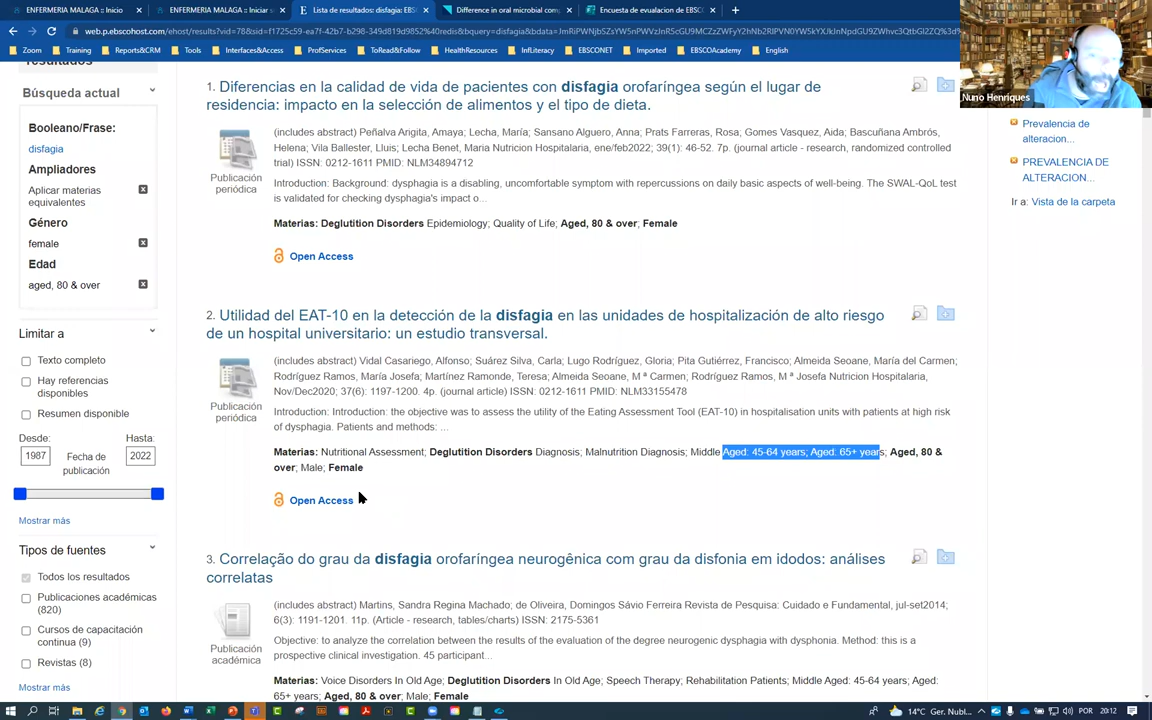 ENFERMERIA MALAGA :: Inicio
ENFERMERIA MALAGA :: Iniciar s
Lista de resultados: disfagia: EBS
Difference in oral microbial com
Encuesta de evualacion de EBSC
web.p.ebscohost.com/ehost/results?vid=78&sid=f1725c59-ea7f-42b7-b298-349d819d9852%40redis&bquery=disfagia&bdata=
Zoom
Training
Reports&CRM
Tools
Interfaces&Access
ProfServices
ToRead&Follow
HealthResources
InfLiteracy
EBSCONET
Imported
EBSCOAcademy
English
Nuno Henriques
resultados
Búsqueda actual
Booleano/Frase:
disfagia
Ampliadores
Aplicar materias
equivalentes
Género
female
Edad
aged, 80 & over
Limitar a
Texto completo
Hay referencias
disponibles
Resumen disponible
Desde:
Hasta:
1987
Fecha de
publicación
2022
Mostrar más
Tipos de fuentes
Todos los resultados
Publicaciones académicas
(820)
Cursos de capacitación
continua (9)
Revistas (8)
Mostrar más
1. Diferencias en la calidad de vida de pacientes con disfagia orofaríngea según el lugar de
residencia: impacto en la selección de alimentos y el tipo de dieta.
Publicación
periódica
(includes abstract) Peñalva Arigita, Amaya; Lecha, María; Sansano Alguero, Anna; Prats Farreras, Rosa, Gomes Vasquez, Aida; Bascuñana Ambrós,
Helena; Vila Ballester, Lluis; Lecha Benet, Maria Nutricion Hospitalaria, ene/feb2022; 39(1): 46-52. 7p. (journal article - research, randomized controlled
trial) ISSN: 0212-1611 PMID: NLM34894712
Introduction: Background: dysphagia is a disabling, uncomfortable symptom with repercussions on daily basic aspects of well-being. The SWAL-QoL test
is validated for checking dysphagia's impact o...
Materias: Deglutition Disorders Epidemiology; Quality of Life; Aged, 80 & over; Female
Open Access
2. Utilidad del EAT-10 en la detección de la disfagia en las unidades de hospitalización de alto riesgo
de un hospital universitario: un estudio transversal.
Publicación
periódica
(includes abstract) Vidal Casariego, Alfonso; Suárez Silva, Carla; Lugo Rodríguez, Gloria; Pita Gutiérrez, Francisco; Almeida Seoane, María del Carmen;
Rodríguez Ramos, María Josefa; Martínez Ramonde, Teresa; Almeida Seoane, M ª Carmen; Rodríguez Ramos, M ª Josefa Nutricion Hospitalaria,
Nov/Dec2020; 37(6): 1197-1200. 4p. (journal article) ISSN: 0212-1611 PMID: NLM33155478
Introduction: Introduction: the objective was to assess the utility of the Eating Assessment Tool (EAT-10) in hospitalisation units with patients at high risk
of dysphagia. Patients and methods: ...
Materias: Nutritional Assessment; Deglutition Disorders Diagnosis; Malnutrition Diagnosis; Middle Aged: 45-64 years; Aged: 65+ years; Aged, 80 &
over; Male; Female
Open Access
3. Correlação do grau da disfagia orofaríngea neurogênica com grau da disfonia em idodos: análises
correlatas
Publicación
académica
(includes abstract) Martins, Sandra Regina Machado; de Oliveira, Domingos Sávio Ferreira Revista de Pesquisa: Cuidado e Fundamental, jul-set2014;
6(3): 1191-1201. 11p. (Article - research, tables/charts) ISSN: 2175-5361
Objective: to analyze the correlation between the results of the evaluation of the degree neurogenic dysphagia with dysphonia. Method: this is a
prospective clinical investigation. 45 participant...
Materias: Voice Disorders In Old Age; Deglutition Disorders In Old Age; Speech Therapy; Rehabilitation Patients; Middle Aged: 45-64 years; Aged:
65+ years; Aged, 80 & over; Male; Female
Prevalencia de
alteracion...
PREVALENCIA DE
ALTERACION...
Ir a: Vista de la carpeta
14°C Ger. Nubl...
POR
20:12